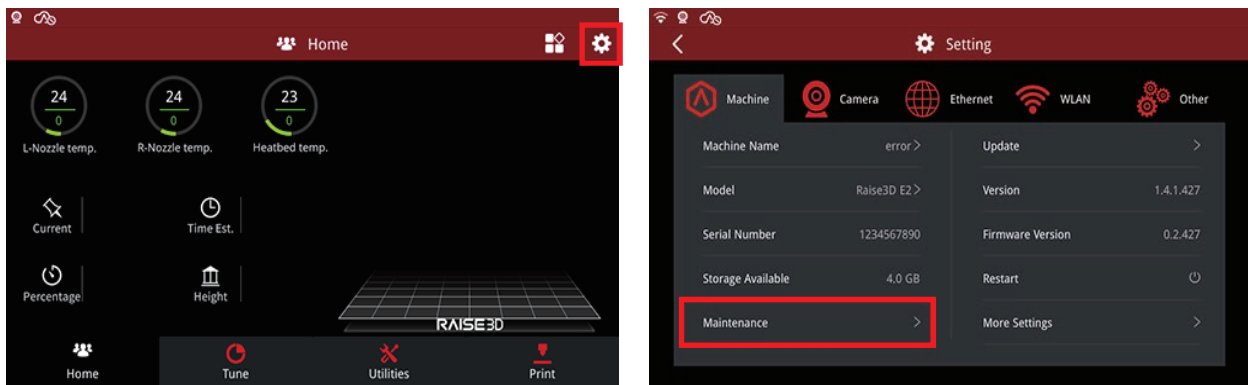 Home
24
0
24
0
23
0
L-Nozzle temp.
R-Nozzle temp.
Heatbed temp.
Current
Time Est.
Percentage
Height
RAISE3D
Home
Tune
Utilities
Print
Setting
Machine
Camera
Ethernet
WLAN
Other
Machine Name
error >
Update
>
Model
Raise3D E2 >
Version
1.4.1.427
Serial Number
1234567890
Firmware Version
0.2.427
Storage Available
4.0 GB
Restart
Maintenance
>
More Settings
>